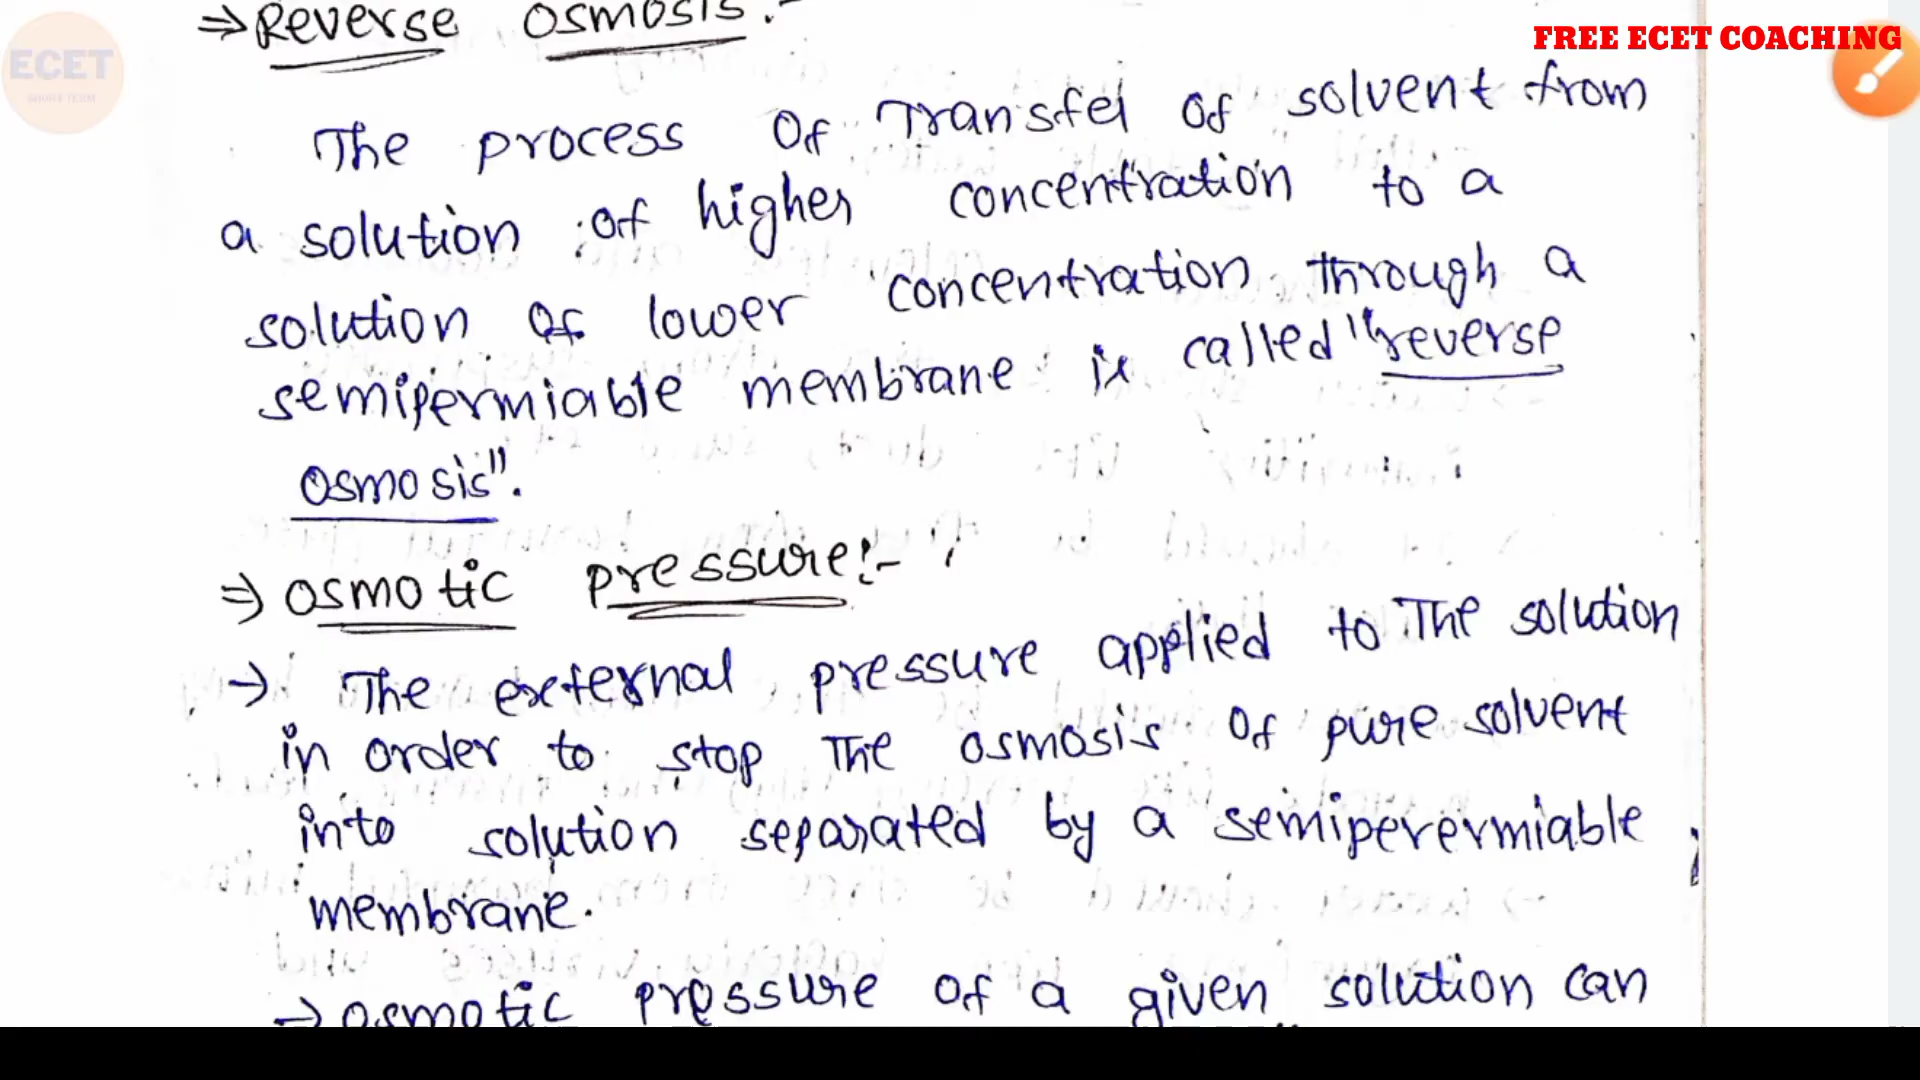 ⇒ Reverse osmosis:-
FREE ECET COACHING
ECET
SHORT TERM
The process of Transfer of solvent from
a solution of higher concentration to a
solution of lower concentration through a
semipermiable membrane is called "reverse
osmosis".
⇒ osmotic pressure:-
→ The external pressure applied to The solution
in order to stop The osmosis of pure solvent
into solution separated by a semiperermiable
membrane.
→ osmotic pressure of a given solution can